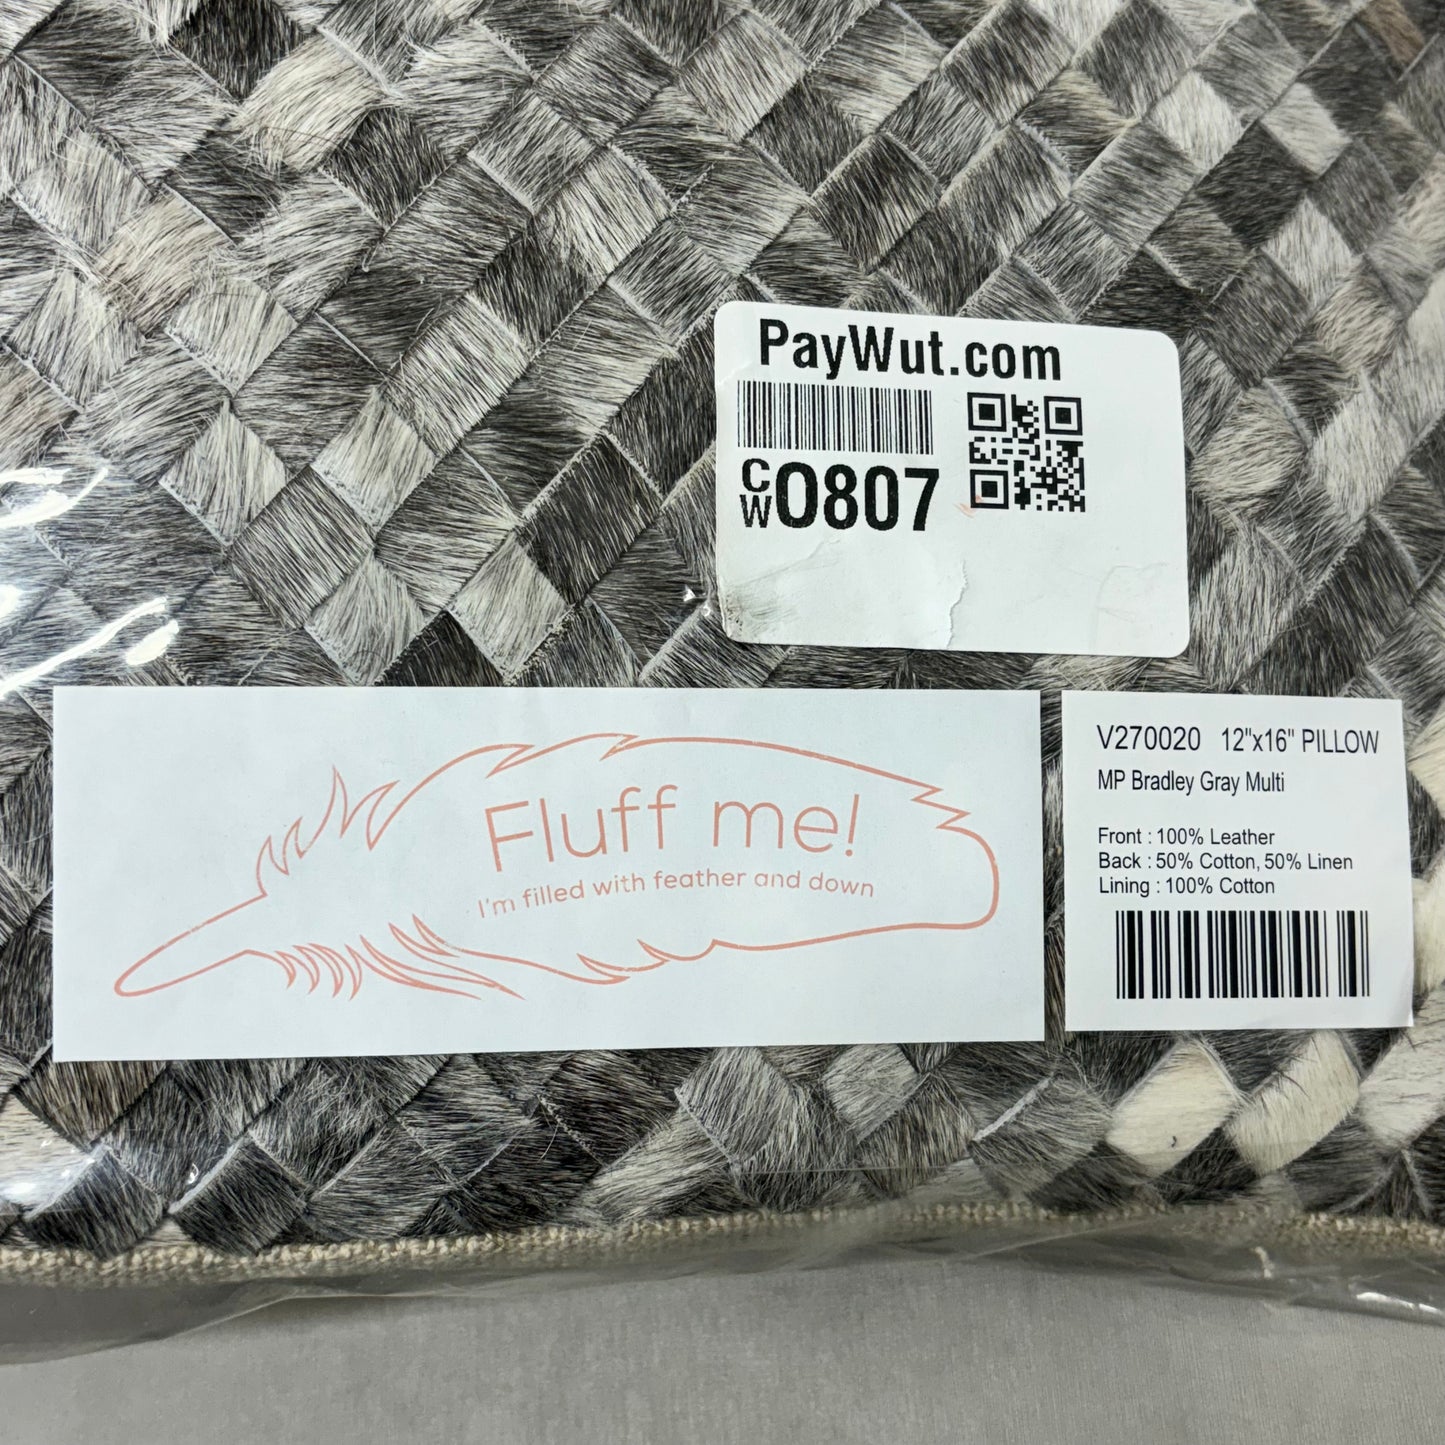 PayWut.com
CW0807
Fluff me!
I'm filled with feather and down
V270020 12"x16" PILLOW
MP Bradley Gray Multi
Front : 100% Leather
Back : 50% Cotton, 50% Linen
Lining : 100% Cotton